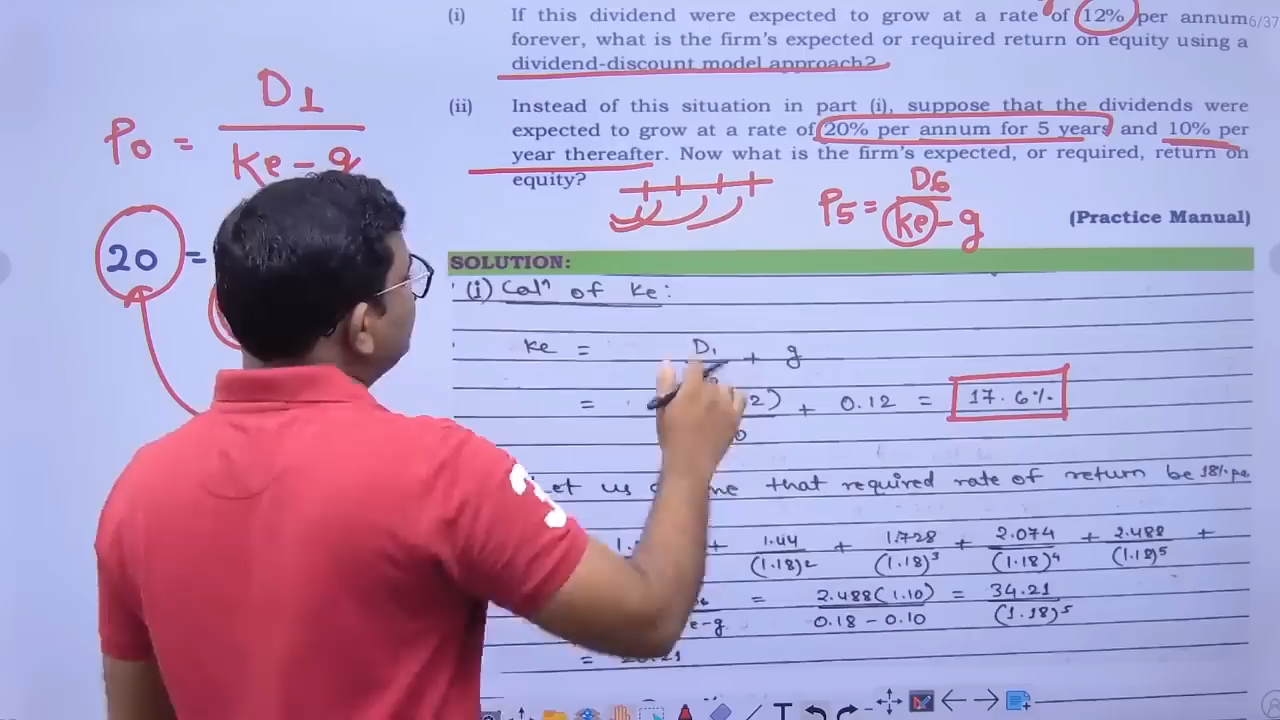 (i) If this dividend were expected to grow at a rate of 12% per annum 6/37
forever, what is the firm's expected or required return on equity using a
dividend-discount model approach?
(ii) Instead of this situation in part (i), suppose that the dividends were
expected to grow at a rate of 20% per annum for 5 years and 10% per
year thereafter. Now what is the firm's expected, or required, return on
equity?
(Practice Manual)
P0 = D1 / ke - g
20 =
P5 = D6 / ke - g
SOLUTION:
(i) Calⁿ of Ke:
Ke = D1 + g
= 2) + 0.12 = 17.6%
et us that required rate of return be 18%
+ 1.44/(1.18)² + 1.728/(1.18)³ + 2.074/(1.18)⁴ + 2.488/(1.18)⁵ +
e-g = 2.488(1.10) / 0.18 - 0.10 = 34.21/(1.18)⁵
=
3
T